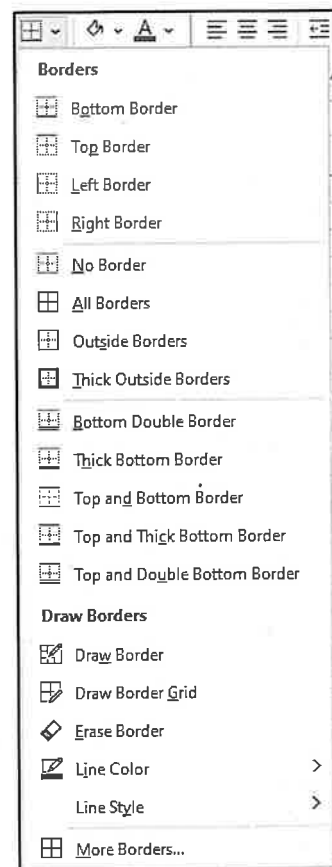 A
Borders
Bottom Border
Top Border
Left Border
Right Border
No Border
All Borders
Outside Borders
Thick Outside Borders
Bottom Double Border
Thick Bottom Border
Top and Bottom Border
Top and Thick Bottom Border
Top and Double Bottom Border
Draw Borders
Draw Border
Draw Border Grid
Erase Border
Line Color
Line Style
More Borders...